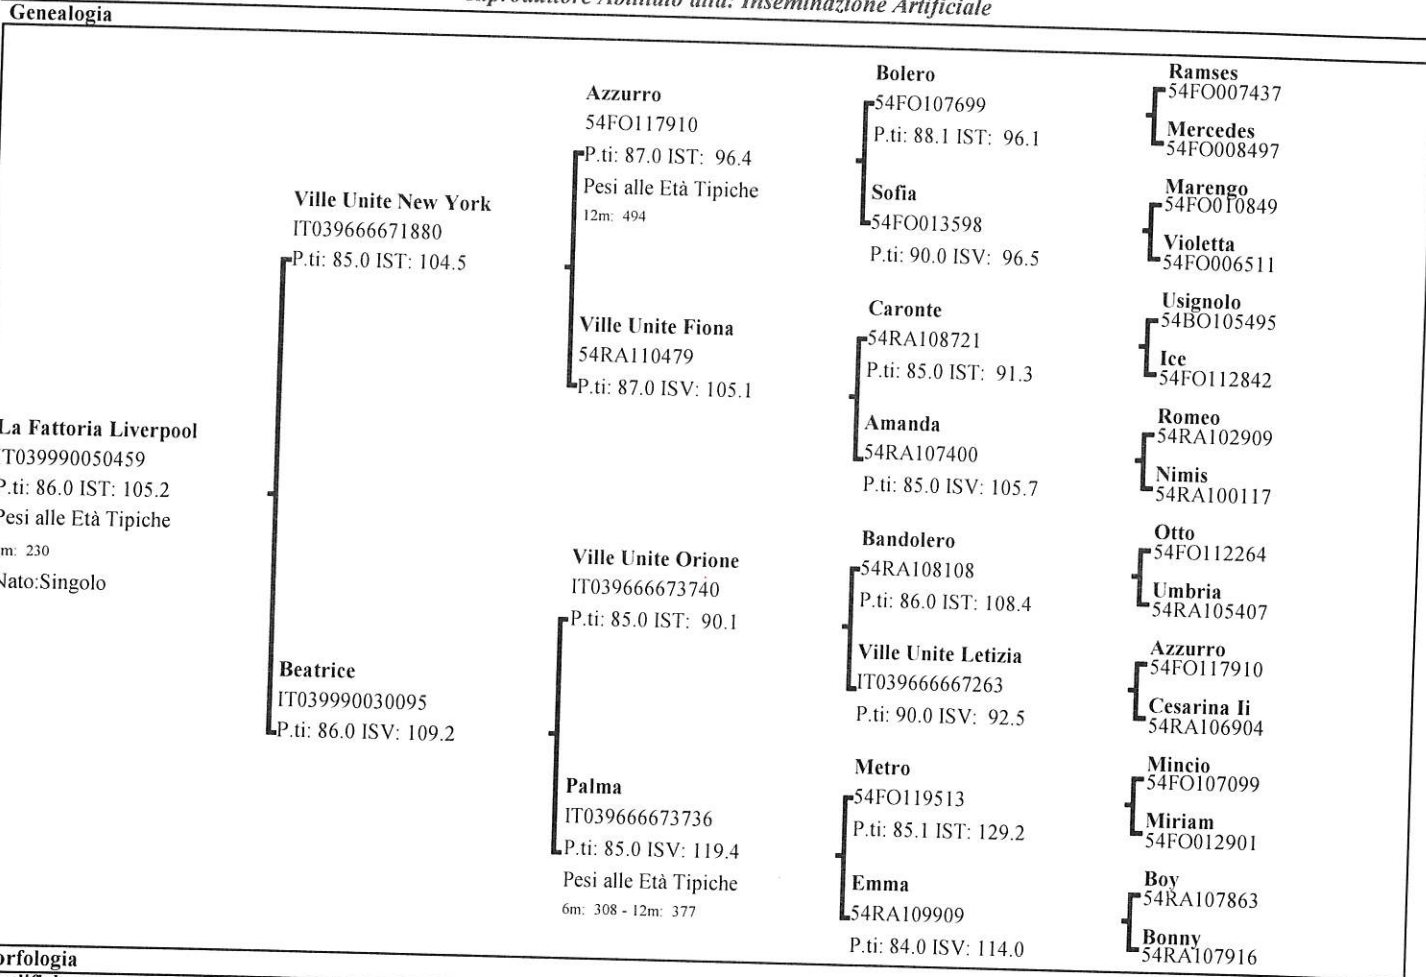 Abilitato alla: Inseminazione Artificiale
Genealogia
La Fattoria Liverpool
IT039990050459
P.ti: 86.0 IST: 105.2
Pesi alle Età Tipiche
m: 230
Nato:Singolo
Ville Unite New York
IT039666671880
P.ti: 85.0 IST: 104.5
Beatrice
IT039990030095
P.ti: 86.0 ISV: 109.2
Azzurro
54FO117910
P.ti: 87.0 IST: 96.4
Pesi alle Età Tipiche
12m: 494
Ville Unite Fiona
54RA110479
P.ti: 87.0 ISV: 105.1
Ville Unite Orione
IT039666673740
P.ti: 85.0 IST: 90.1
Palma
IT039666673736
P.ti: 85.0 ISV: 119.4
Pesi alle Età Tipiche
6m: 308 - 12m: 377
Bolero
54FO107699
P.ti: 88.1 IST: 96.1
Sofia
54FO013598
P.ti: 90.0 ISV: 96.5
Caronte
54RA108721
P.ti: 85.0 IST: 91.3
Amanda
54RA107400
P.ti: 85.0 ISV: 105.7
Bandolero
54RA108108
P.ti: 86.0 IST: 108.4
Ville Unite Letizia
IT039666667263
P.ti: 90.0 ISV: 92.5
Metro
54FO119513
P.ti: 85.1 IST: 129.2
Emma
54RA109909
P.ti: 84.0 ISV: 114.0
Ramses
54FO007437
Mercedes
54FO008497
Marengo
54FO010849
Violetta
54FO006511
Usignolo
54BO105495
Ice
54FO112842
Romeo
54RA102909
Nimis
54RA100117
Otto
54FO112264
Umbria
54RA105407
Azzurro
54FO117910
Cesarina Ii
54RA106904
Mincio
54FO107099
Miriam
54FO012901
Boy
54RA107863
Bonny
54RA107916
orfologia